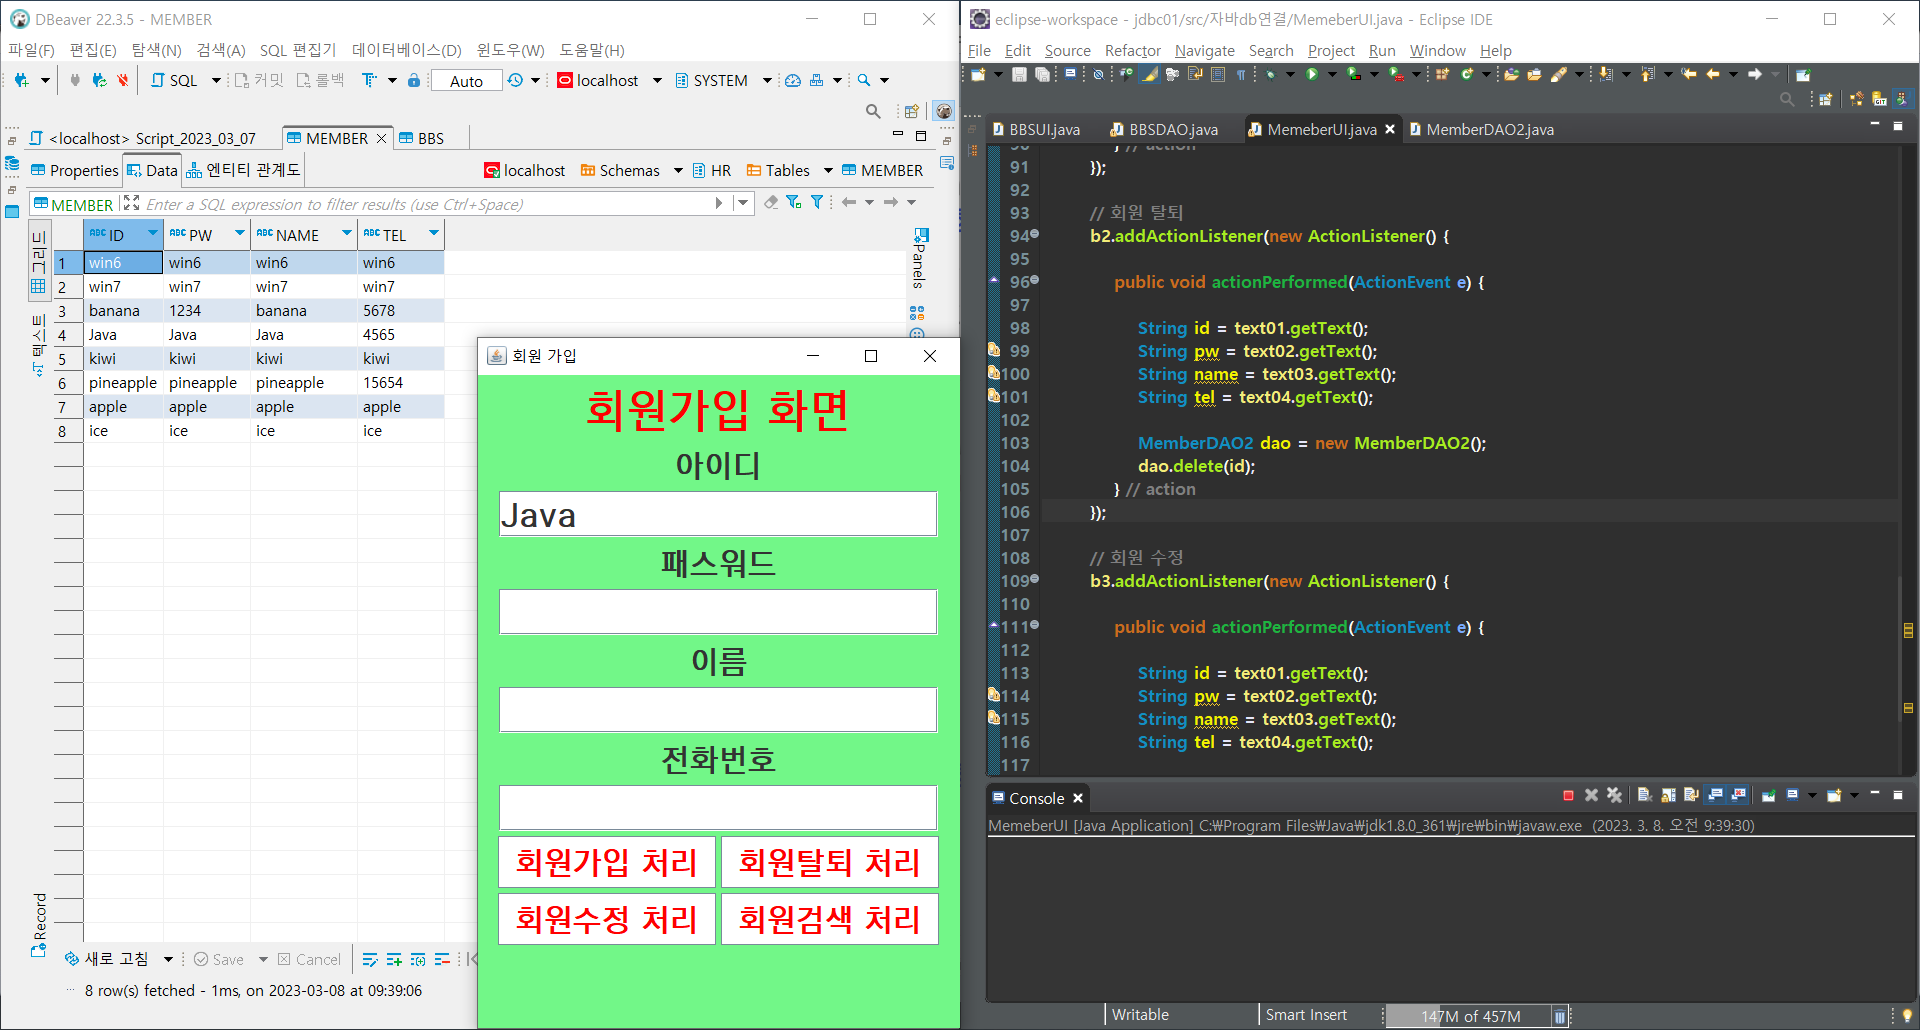 DBeaver 22.3.5 - MEMBER
파일(F) 편집(E) 탐색(N) 검색(A) SQL 편집기 데이터베이스(D) 윈도우(W) 도움말(H)
SQL 커밋 롤백 Auto localhost SYSTEM
<localhost> Script_2023_03_07 MEMBER BBS
Properties Data 엔티티 관계도 localhost Schemas HR Tables MEMBER
MEMBER Enter a SQL expression to filter results (use Ctrl+Space)
그리드
텍스트
Record
Panels
ABC ID ABC PW ABC NAME ABC TEL
1 win6 win6 win6 win6
2 win7 win7 win7 win7
3 banana 1234 banana 5678
4 Java Java Java 4565
5 kiwi kiwi kiwi kiwi
6 pineapple pineapple pineapple 15654
7 apple apple apple apple
8 ice ice ice ice
새로 고침 Save Cancel
8 row(s) fetched - 1ms, on 2023-03-08 at 09:39:06
회원 가입
회원가입 화면
아이디
Java
패스워드
이름
전화번호
회원가입 처리 회원탈퇴 처리
회원수정 처리 회원검색 처리
eclipse-workspace - jdbc01/src/자바db연결/MemeberUI.java - Eclipse IDE
File Edit Source Refactor Navigate Search Project Run Window Help
BBSUI.java BBSDAO.java MemeberUI.java MemberDAO2.java
90 } // action
91 });
92
93 // 회원 탈퇴
94 b2.addActionListener(new ActionListener() {
95
96 public void actionPerformed(ActionEvent e) {
97
98 String id = text01.getText();
99 String pw = text02.getText();
100 String name = text03.getText();
101 String tel = text04.getText();
102
103 MemberDAO2 dao = new MemberDAO2();
104 dao.delete(id);
105 } // action
106 });
107
108 // 회원 수정
109 b3.addActionListener(new ActionListener() {
110
111 public void actionPerformed(ActionEvent e) {
112
113 String id = text01.getText();
114 String pw = text02.getText();
115 String name = text03.getText();
116 String tel = text04.getText();
117
Console
MemeberUI [Java Application] C:₩Program Files₩Java₩jdk1.8.0_361₩jre₩bin₩javaw.exe (2023. 3. 8. 오전 9:39:30)
Writable Smart Insert 147M of 457M